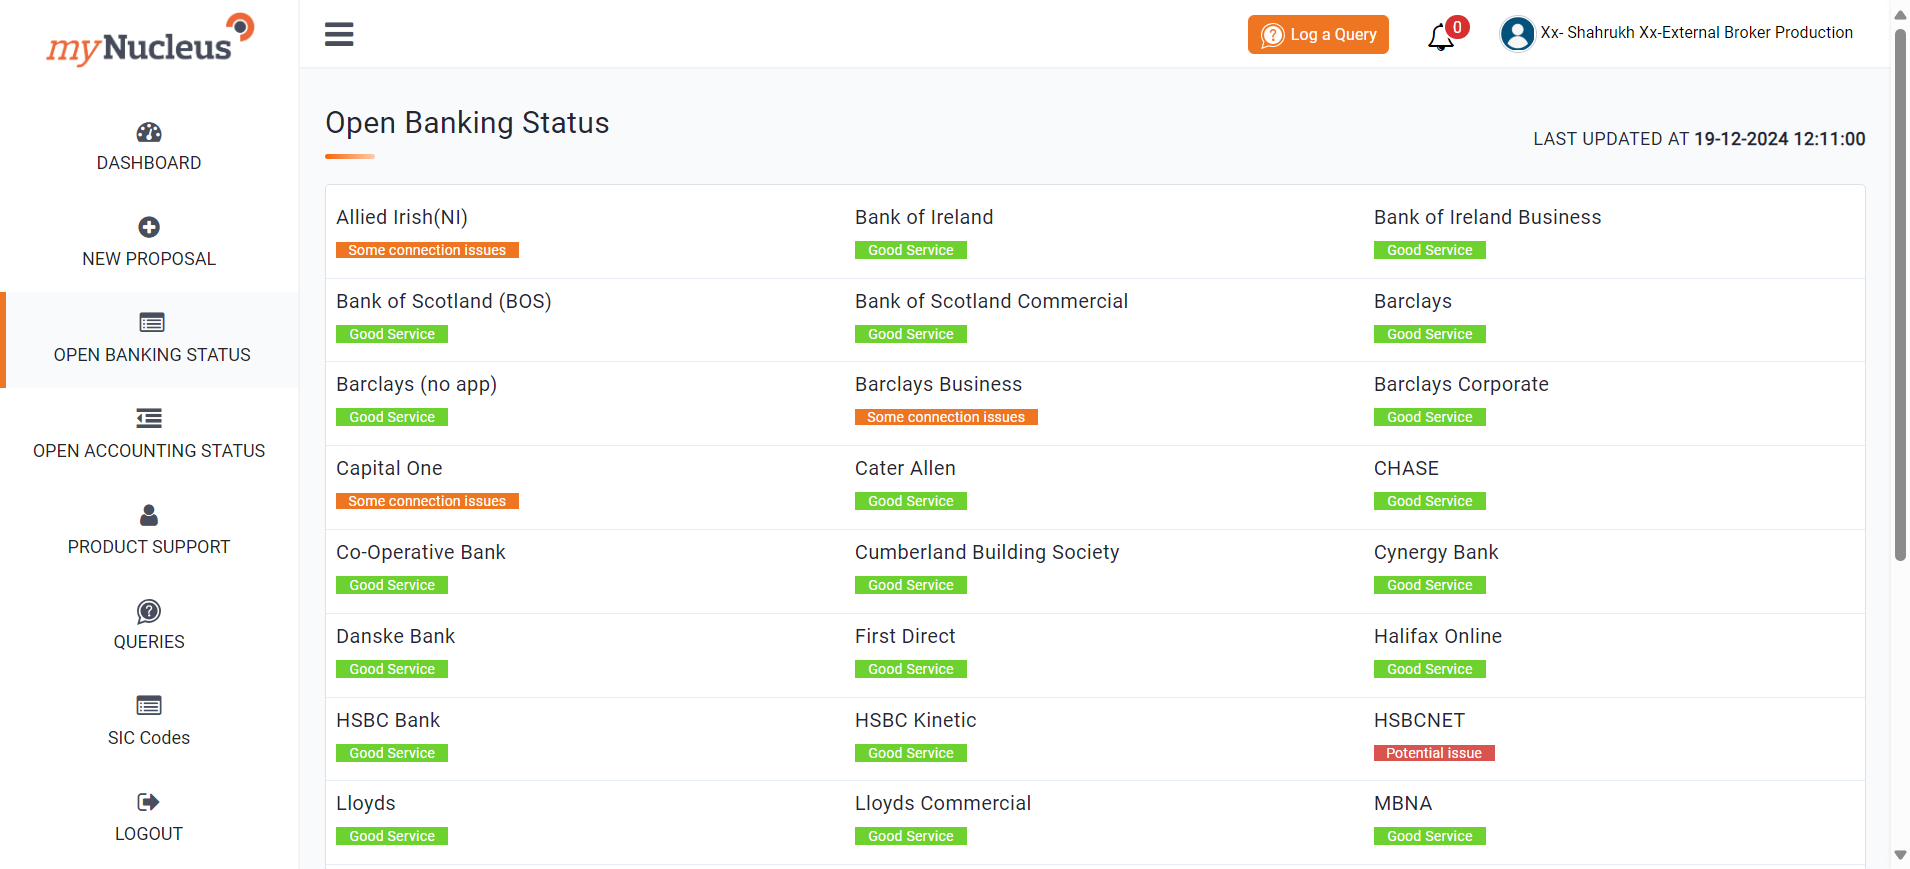 myNucleus
Log a Query
0
Xx- Shahrukh Xx-External Broker Production
DASHBOARD
NEW PROPOSAL
OPEN BANKING STATUS
OPEN ACCOUNTING STATUS
PRODUCT SUPPORT
QUERIES
SIC Codes
LOGOUT
Open Banking Status
LAST UPDATED AT 19-12-2024 12:11:00
Allied Irish(NI)
Some connection issues
Bank of Ireland
Good Service
Bank of Ireland Business
Good Service
Bank of Scotland (BOS)
Good Service
Bank of Scotland Commercial
Good Service
Barclays
Good Service
Barclays (no app)
Good Service
Barclays Business
Some connection issues
Barclays Corporate
Good Service
Capital One
Some connection issues
Cater Allen
Good Service
CHASE
Good Service
Co-Operative Bank
Good Service
Cumberland Building Society
Good Service
Cynergy Bank
Good Service
Danske Bank
Good Service
First Direct
Good Service
Halifax Online
Good Service
HSBC Bank
Good Service
HSBC Kinetic
Good Service
HSBCNET
Potential issue
Lloyds
Good Service
Lloyds Commercial
Good Service
MBNA
Good Service